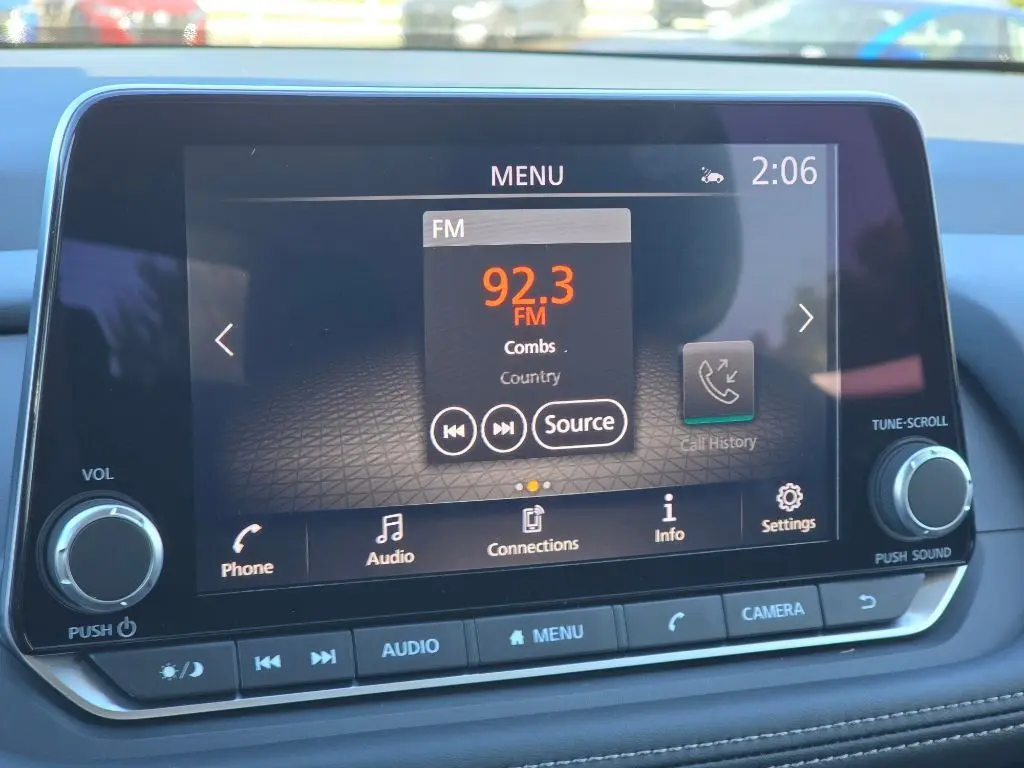 MENU
2:06
FM
92.3
FM
Combs
Country
Source
Call History
Phone
Audio
Connections
Info
Settings
VOL
PUSH
TUNE·SCROLL
PUSH SOUND
AUDIO
MENU
CAMERA